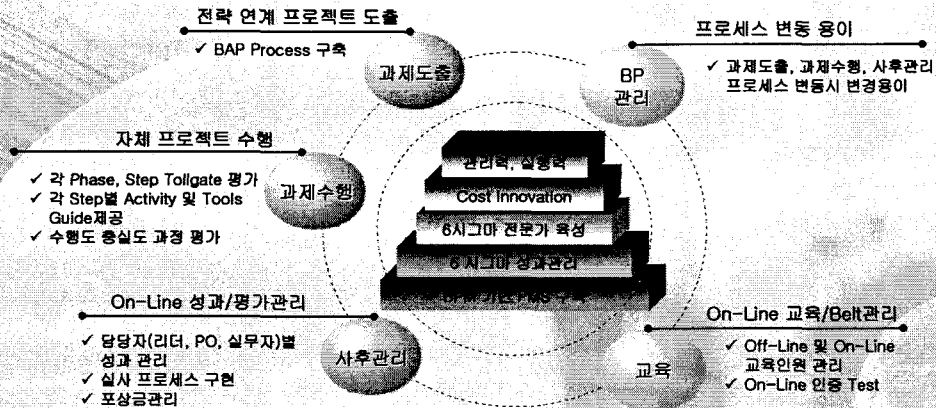 전략 연계 프로젝트 도출
✓ BAP Process 구축
과제도출
프로세스 변동 용이
✓ 과제도출, 과제수행, 사후관리
프로세스 변동시 변경용이
BP
관리
자체 프로젝트 수행
✓ 각 Phase, Step Tollgate 평가
✓ 각 Step별 Activity 및 Tools
Guide제공
✓ 수행도 충실도 과정 평가
과제수행
관리력, 실행력
Cost Innovation
6시그마 전문가 육성
6 시그마 성과관리
BPM 기반 PMS 구축
On-Line 성과/평가관리
✓ 담당자(리더, PO, 실무자)별
성과 관리
✓ 실사 프로세스 구현
✓ 포상금관리
사후관리
On-Line 교육/Belt관리
✓ Off-Line 및 On-Line
교육인원 관리
✓ On-Line 인증 Test
교육